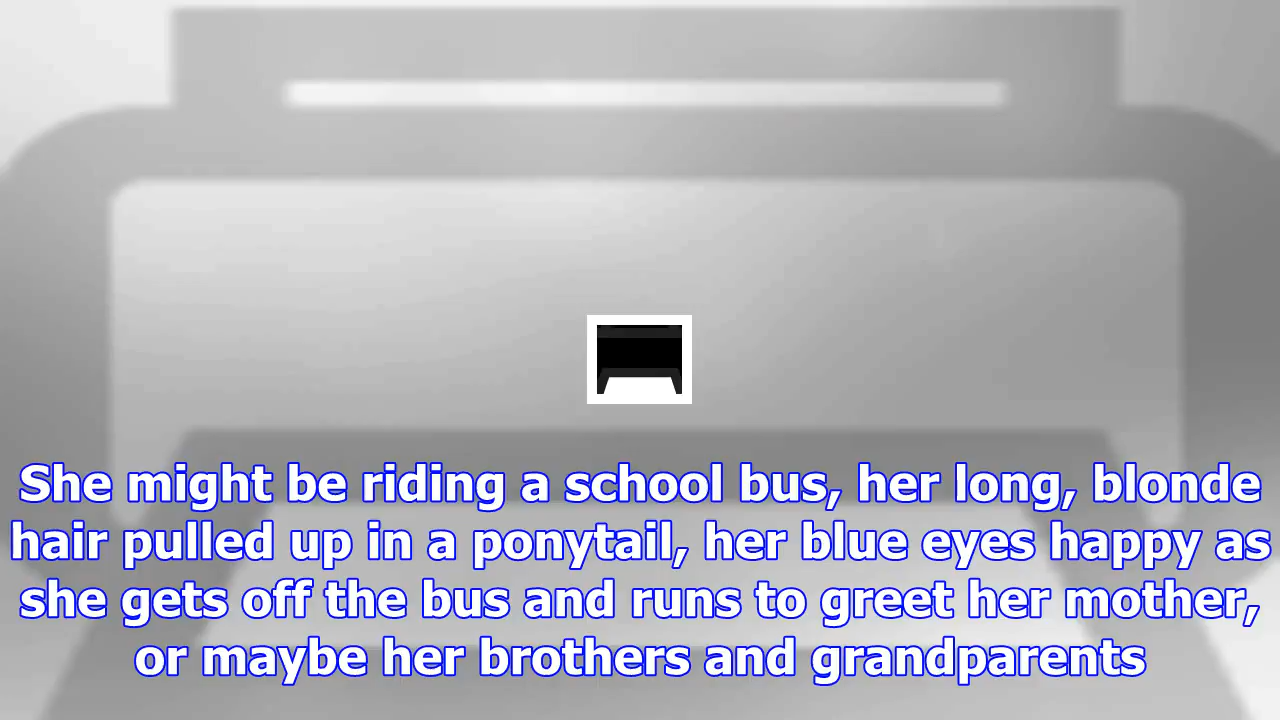 She might be riding a school bus, her long, blonde
hair pulled up in a ponytail, her blue eyes happy as
she gets off the bus and runs to greet her mother,
or maybe her brothers and grandparents